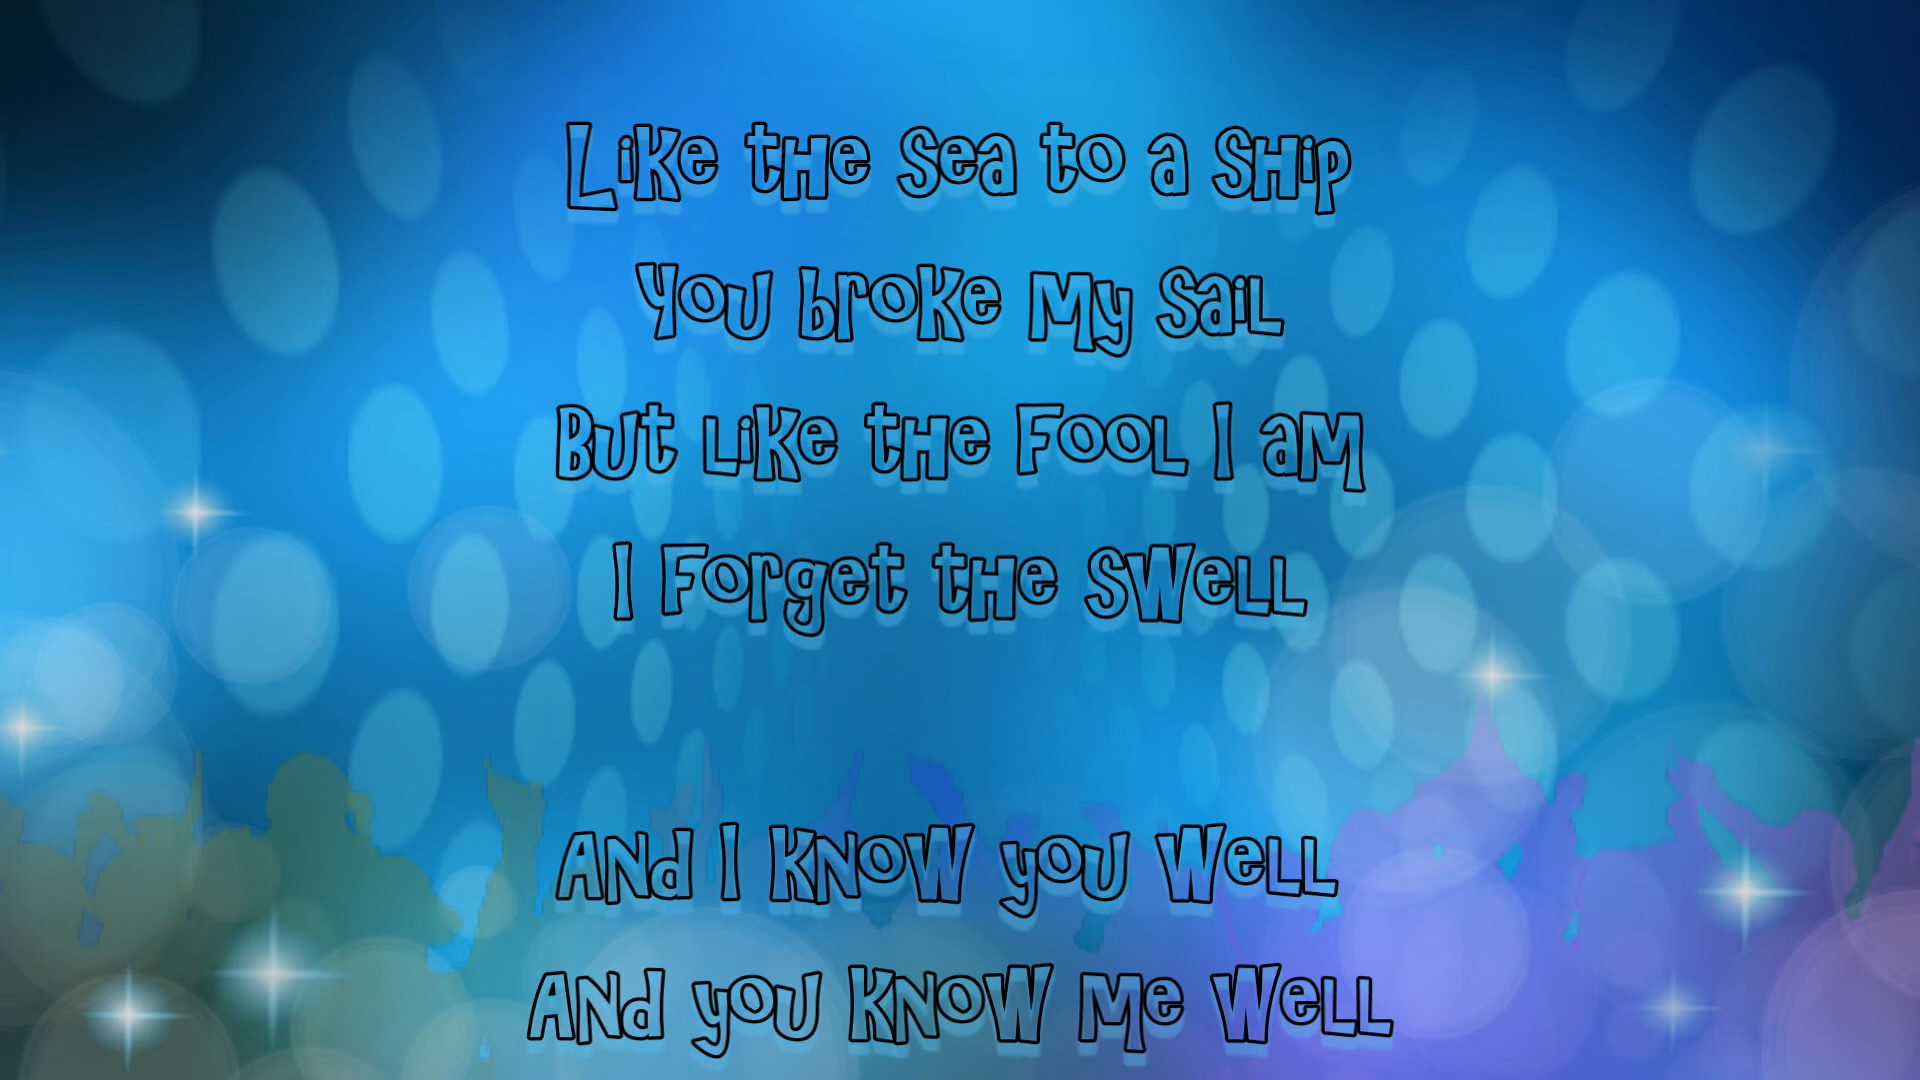 Like the sea to a ship
You broke my sail
But like the fool I am
I forget the swell
And I know you well
And you know me well